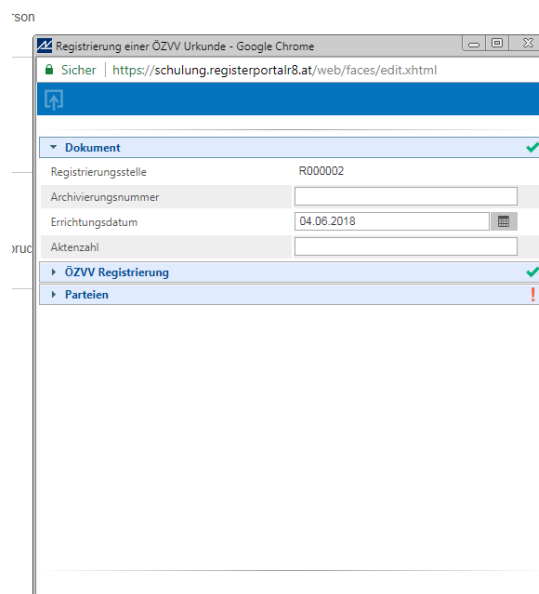 rson
Registrierung einer ÖZVV Urkunde - Google Chrome
Sicher | https://schulung.registerportalr8.at/web/faces/edit.xhtml
Dokument
Registrierungsstelle R000002
Archivierungsnummer
Errichtungsdatum 04.06.2018
Aktenzahl
ÖZVV Registrierung
Parteien
!